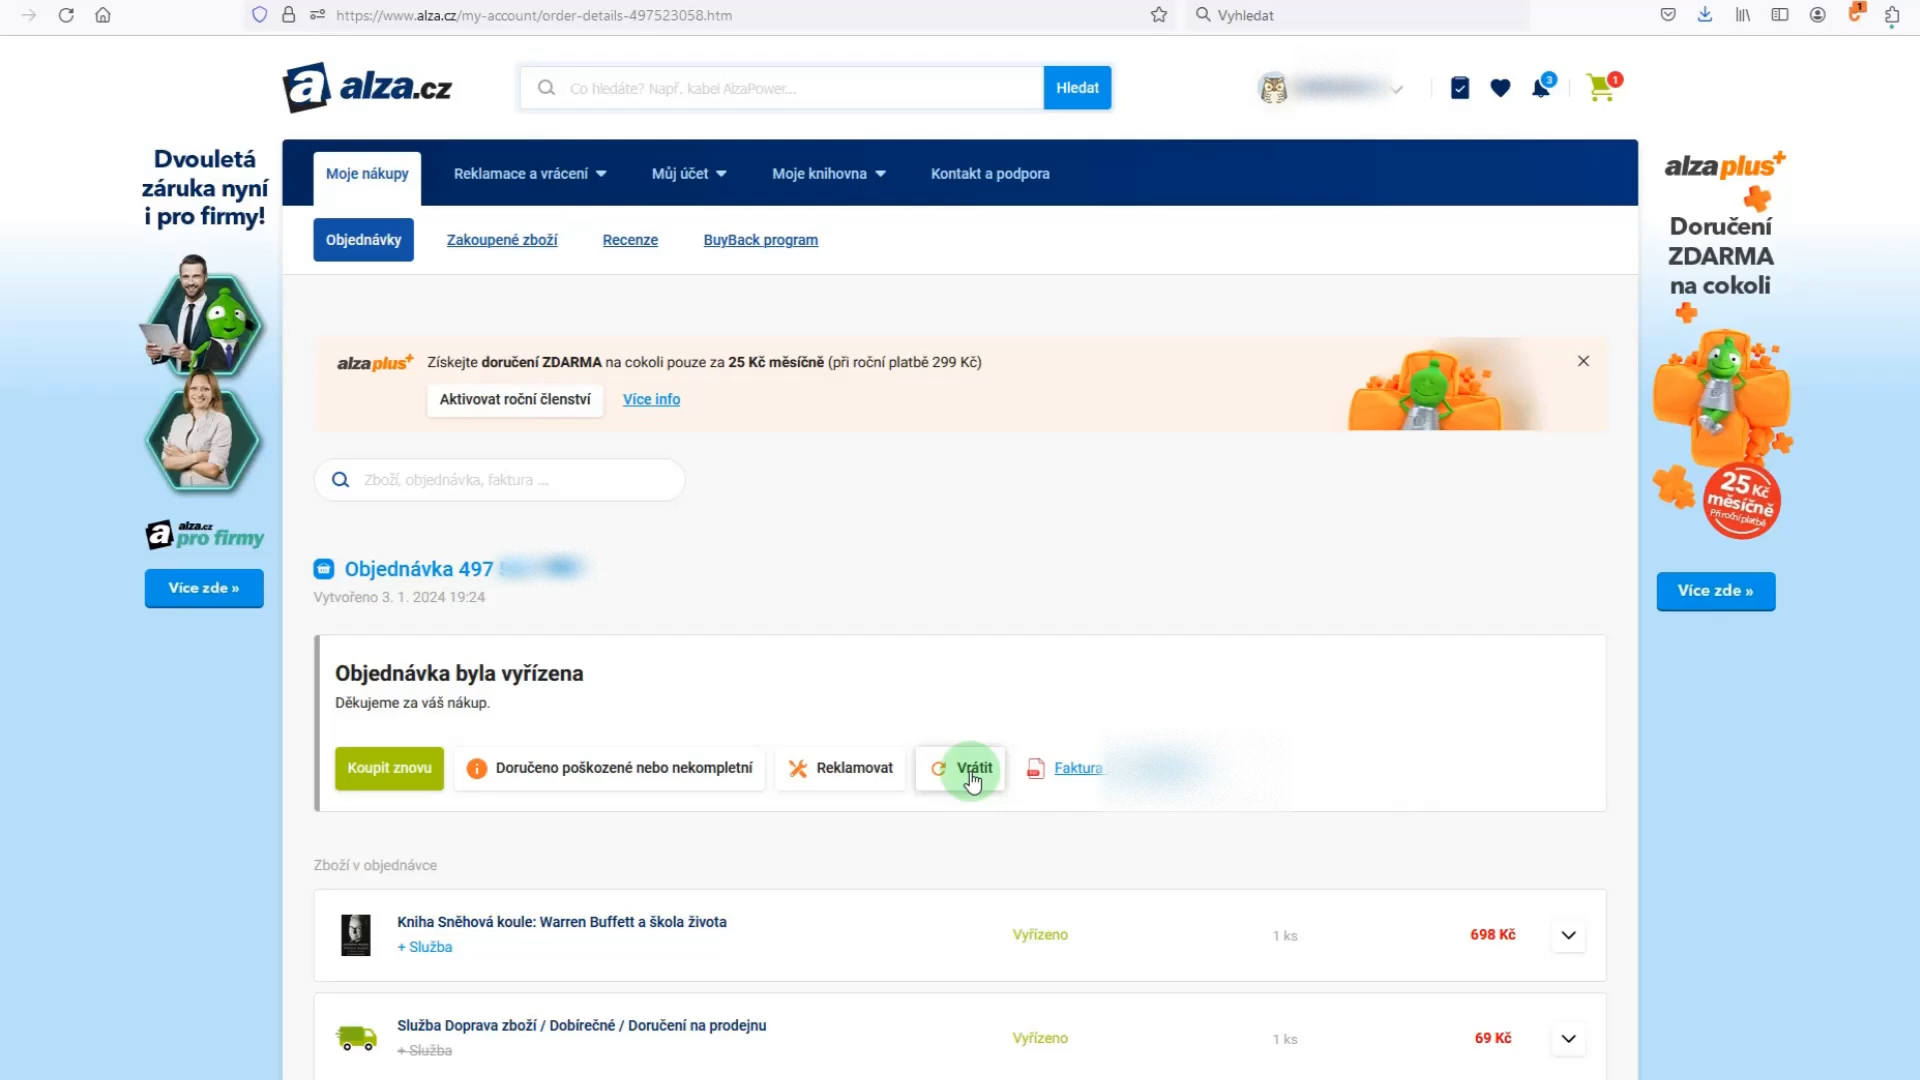 https://www.alza.cz/my-account/order-details-497523058.htm
Vyhledat
1
alza.cz
Co hledáte? Např. kabel AlzaPower...
Hledat
3
1
Moje nákupy
Reklamace a vrácení
Můj účet
Moje knihovna
Kontakt a podpora
Objednávky
Zakoupené zboží
Recenze
BuyBack program
Dvouletá
záruka nyní
i pro firmy!
alza.cz
pro firmy
Více zde »
alzaplus+
Doručení
ZDARMA
na cokoli
25 Kč
měsíčně
Při roční platbě
Více zde »
alzaplus+
Získejte doručení ZDARMA na cokoli pouze za 25 Kč měsíčně (při roční platbě 299 Kč)
Aktivovat roční členství
Více info
Zboží, objednávka, faktura ...
Objednávka 497
Vytvořeno 3. 1. 2024 19:24
Objednávka byla vyřízena
Děkujeme za váš nákup.
Koupit znovu
Doručeno poškozené nebo nekompletní
Reklamovat
Vrátit
Faktura
Zboží v objednávce
Kniha Sněhová koule: Warren Buffett a škola života
+ Služba
Vyřízeno
1 ks
698 Kč
Služba Doprava zboží / Dobírečné / Doručení na prodejnu
+ Služba
Vyřízeno
1 ks
69 Kč